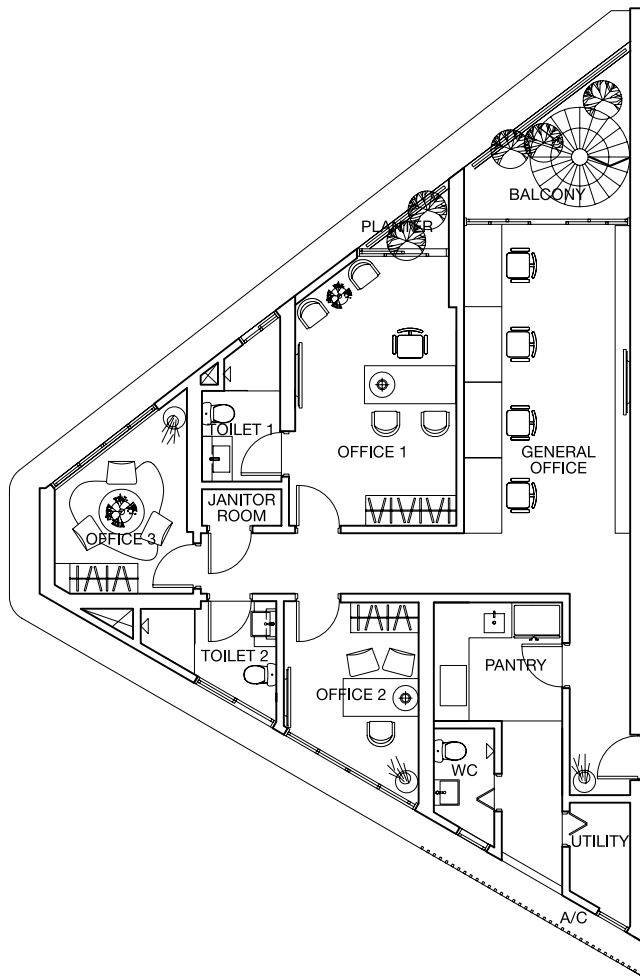 BALCONY
PLANTER
TOILET 1
OFFICE 1
GENERAL
OFFICE
JANITOR
ROOM
OFFICE 3
TOILET 2
PANTRY
OFFICE 2
WC
UTILITY
A/C